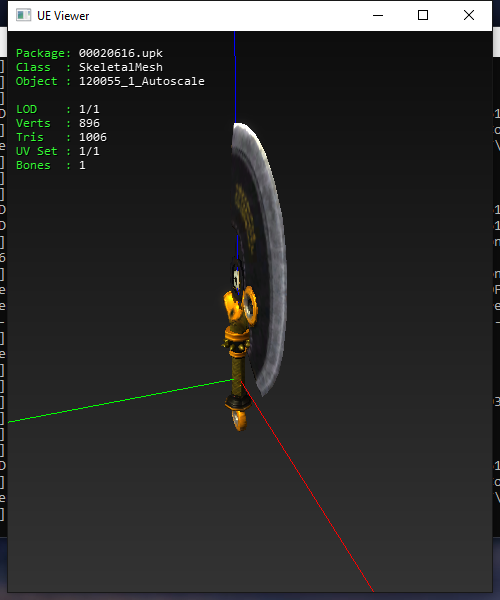 UE Viewer
Package: 00020616.upk
Class  : SkeletalMesh
Object : 120055_1_Autoscale
LOD    : 1/1
Verts  : 896
Tris   : 1006
UV Set : 1/1
Bones  : 1